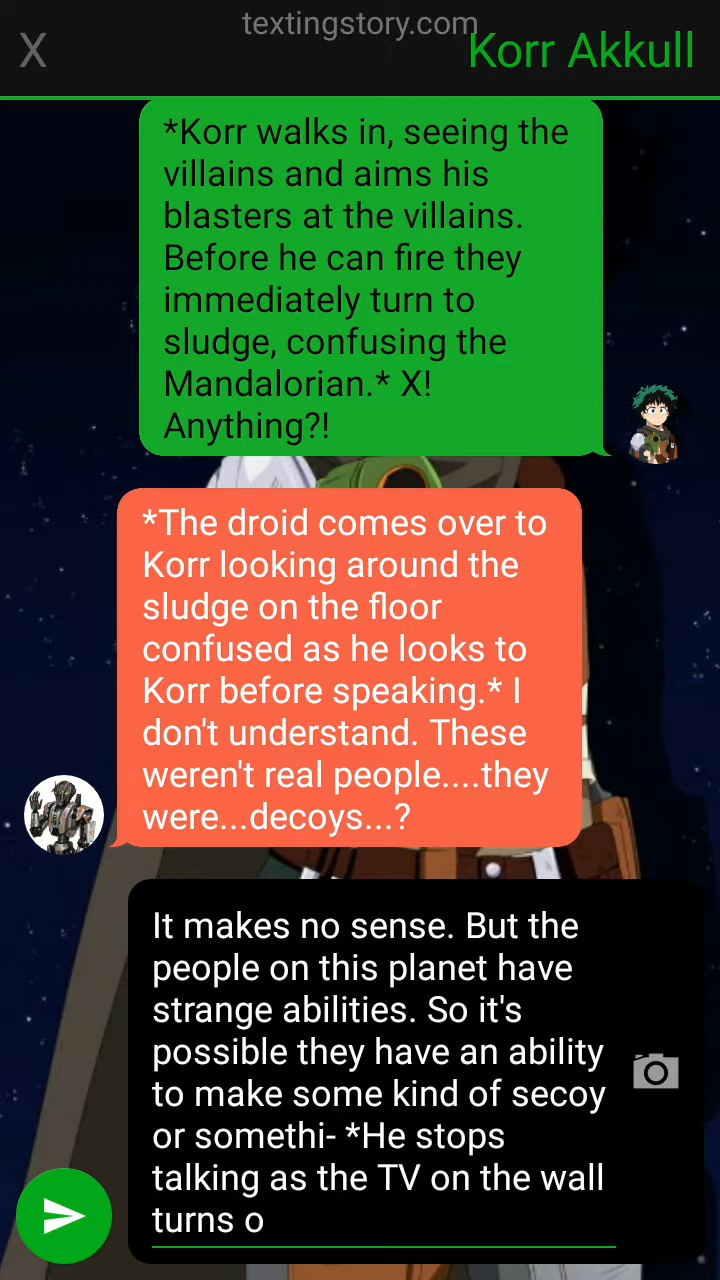 textingstory.com
X
Korr Akkull
*Korr walks in, seeing the
villains and aims his
blasters at the villains.
Before he can fire they
immediately turn to
sludge, confusing the
Mandalorian.* X!
Anything?!
*The droid comes over to
Korr looking around the
sludge on the floor
confused as he looks to
Korr before speaking.* I
don't understand. These
weren't real people....they
were...decoys...?
It makes no sense. But the
people on this planet have
strange abilities. So it's
possible they have an ability
to make some kind of secoy
or somethi- *He stops
talking as the TV on the wall
turns o